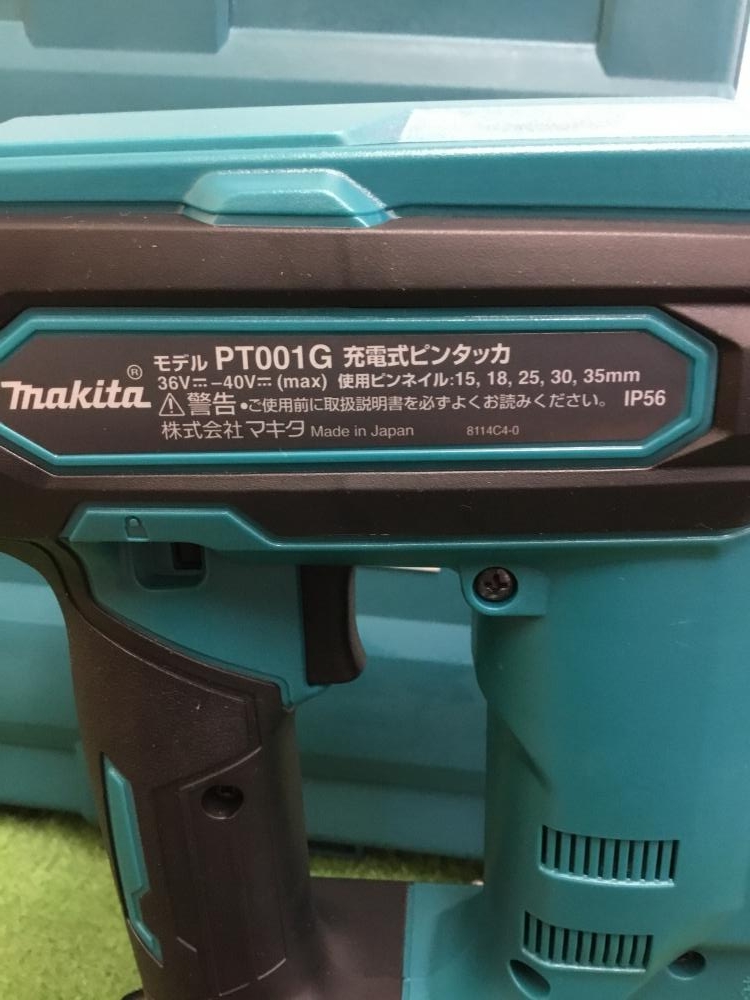 makita® モデル PT001G 充電式ピンタッカ
36V⎓-40V⎓(max) 使用ピンネイル:15, 18, 25, 30, 35mm
⚠警告•ご使用前に取扱説明書を必ずよくお読みください。 IP56
株式会社マキタ Made in Japan 8114C4-0